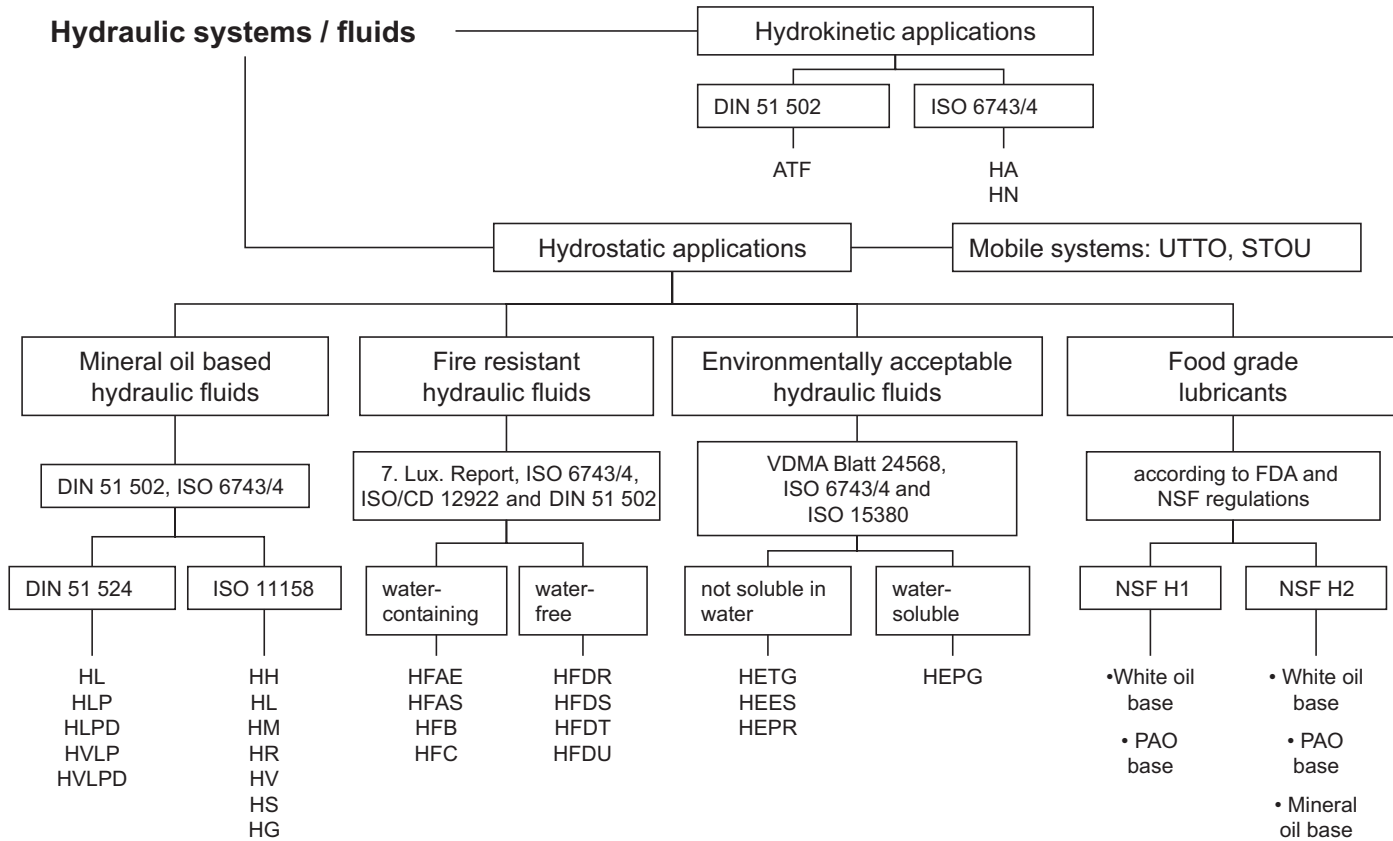 Hydraulic systems / fluids
Hydrokinetic applications
DIN 51 502
ISO 6743/4
ATF
HA
HN
Hydrostatic applications
Mobile systems: UTTO, STOU
Mineral oil based
hydraulic fluids
Fire resistant
hydraulic fluids
Environmentally acceptable
hydraulic fluids
Food grade
lubricants
DIN 51 502, ISO 6743/4
7. Lux. Report, ISO 6743/4,
ISO/CD 12922 and DIN 51 502
VDMA Blatt 24568,
ISO 6743/4 and
ISO 15380
according to FDA and
NSF regulations
DIN 51 524
ISO 11158
water-
containing
water-
free
not soluble in
water
water-
soluble
NSF H1
NSF H2
HL
HLP
HLPD
HVLP
HVLPD
HH
HL
HM
HR
HV
HS
HG
HFAE
HFAS
HFB
HFC
HFDR
HFDS
HFDT
HFDU
HETG
HEES
HEPR
HEPG
•White oil
base
• PAO
base
• White oil
base
• PAO
base
• Mineral
oil base